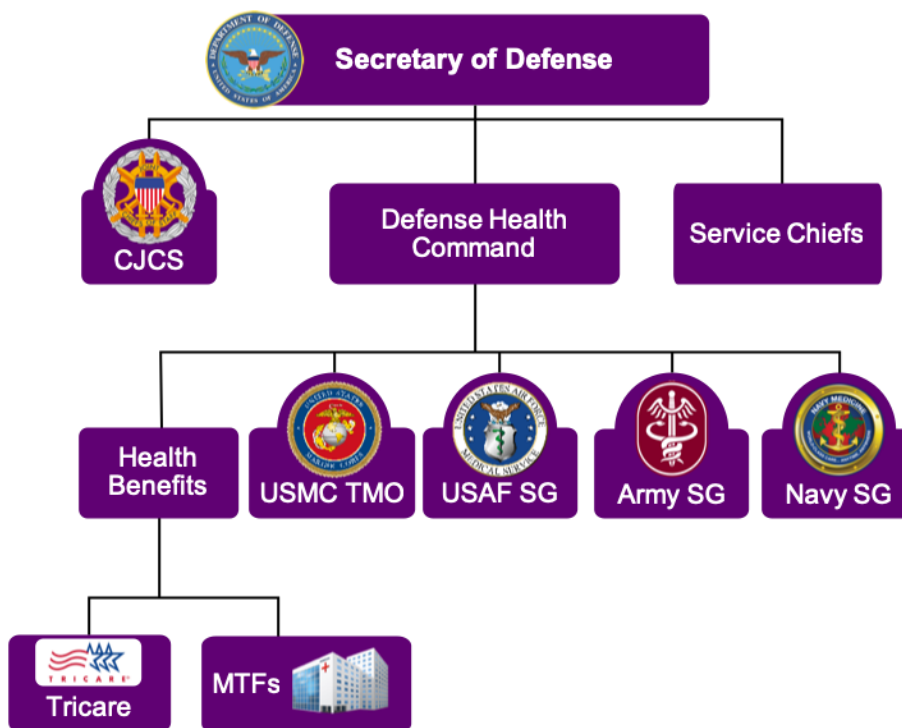 DEPARTMENT OF DEFENSE
UNITED STATES OF AMERICA
Secretary of Defense
CJCS
Defense Health
Command
Service Chiefs
Health
Benefits
UNITED STATES
MARINE CORPS
USMC TMO
UNITED STATES AIR FORCE
MEDICAL SERVICE
USAF SG
Army SG
NAVY MEDICINE
Navy SG
TRICARE
Tricare
MTFs